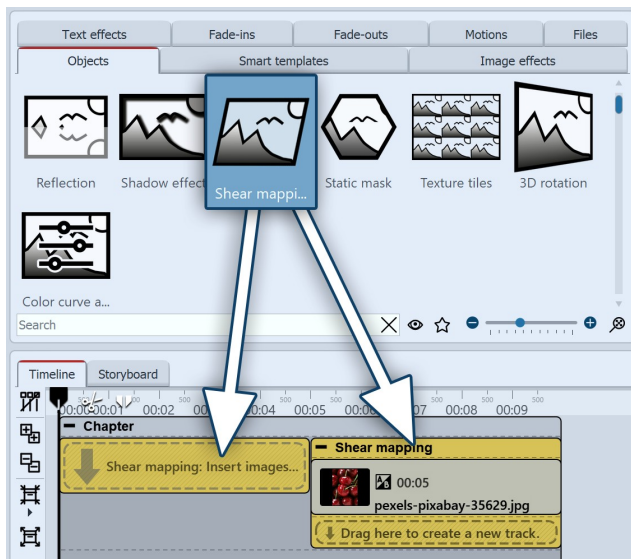 Text effects
Fade-ins
Fade-outs
Motions
Files
Objects
Smart templates
Image effects
Reflection
Shadow effect
Shear mappi...
Static mask
Texture tiles
3D rotation
Color curve a...
Search
Timeline
Storyboard
500 500 500 500
00:00 00:01 00:02 00:04 00:05 00:07 00:08 00:09
Chapter
Shear mapping: Insert images...
Shear mapping
00:05
pexels-pixabay-35629.jpg
Drag here to create a new track.